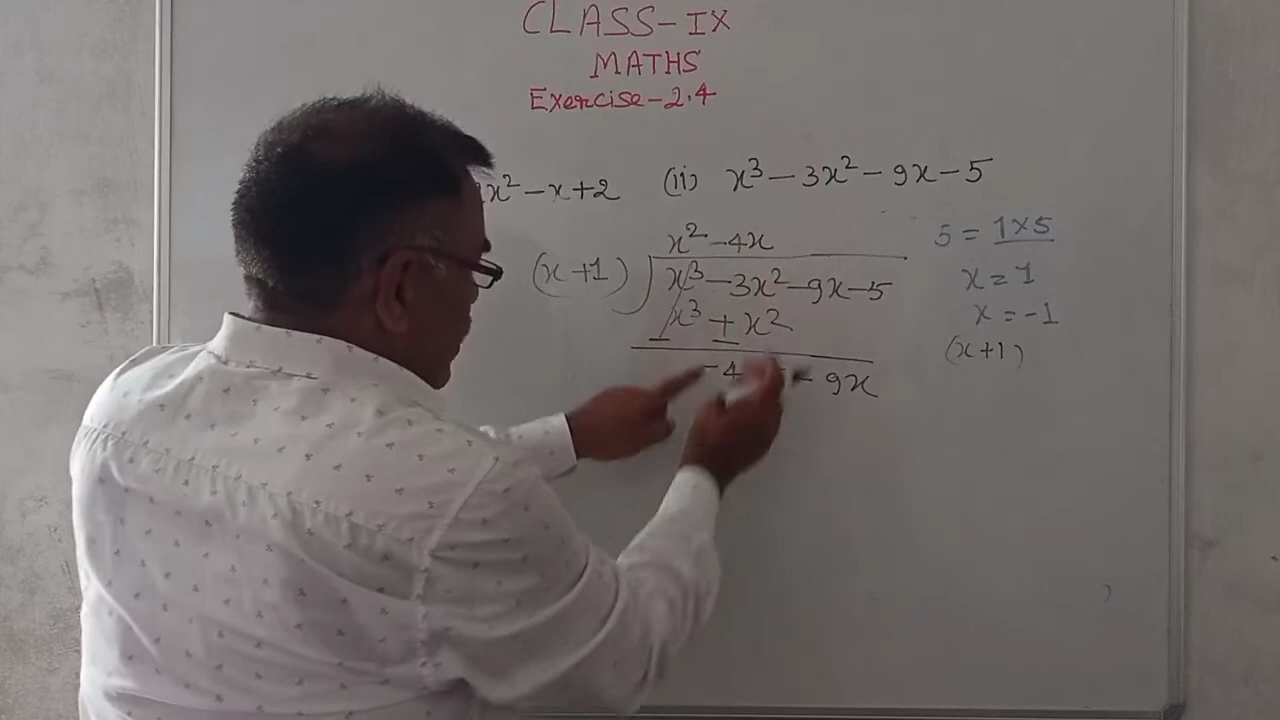 CLASS-IX
MATHS
Exercise-2.4
x² - x + 2 (ii) x³ - 3x² - 9x - 5
x² - 4x
(x+1) ) x³ - 3x² - 9x - 5
x³ + x²
- -
-4 - 9x
5 = 1×5
x = 1
x = -1
(x+1)